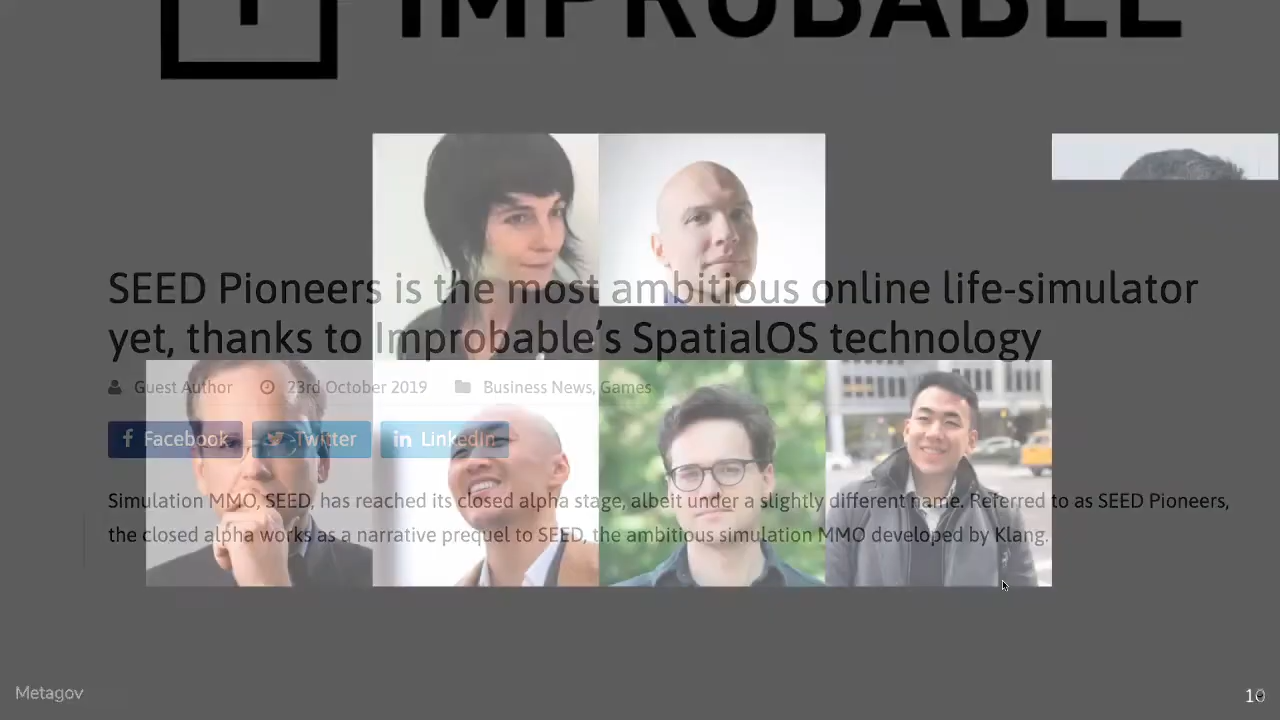 IMPROBABLE
SEED Pioneers is the most ambitious online life-simulator
yet, thanks to Improbable's SpatialOS technology
Guest Author 23rd October 2019 Business News, Games
Facebook Twitter LinkedIn
Simulation MMO, SEED, has reached its closed alpha stage, albeit under a slightly different name. Referred to as SEED Pioneers,
the closed alpha works as a narrative prequel to SEED, the ambitious simulation MMO developed by Klang.
Metagov